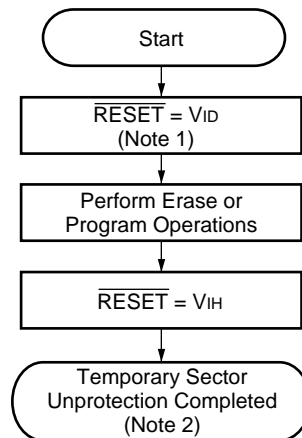 Start
RESET = VID
(Note 1)
Perform Erase or
Program Operations
RESET = VIH
Temporary Sector
Unprotection Completed
(Note 2)